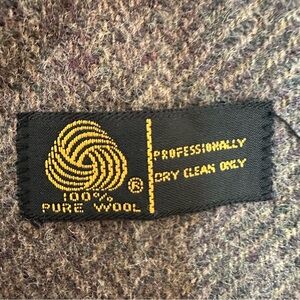 ®
100%
PURE WOOL
PROFESSIONALLY
DRY CLEAN ONLY